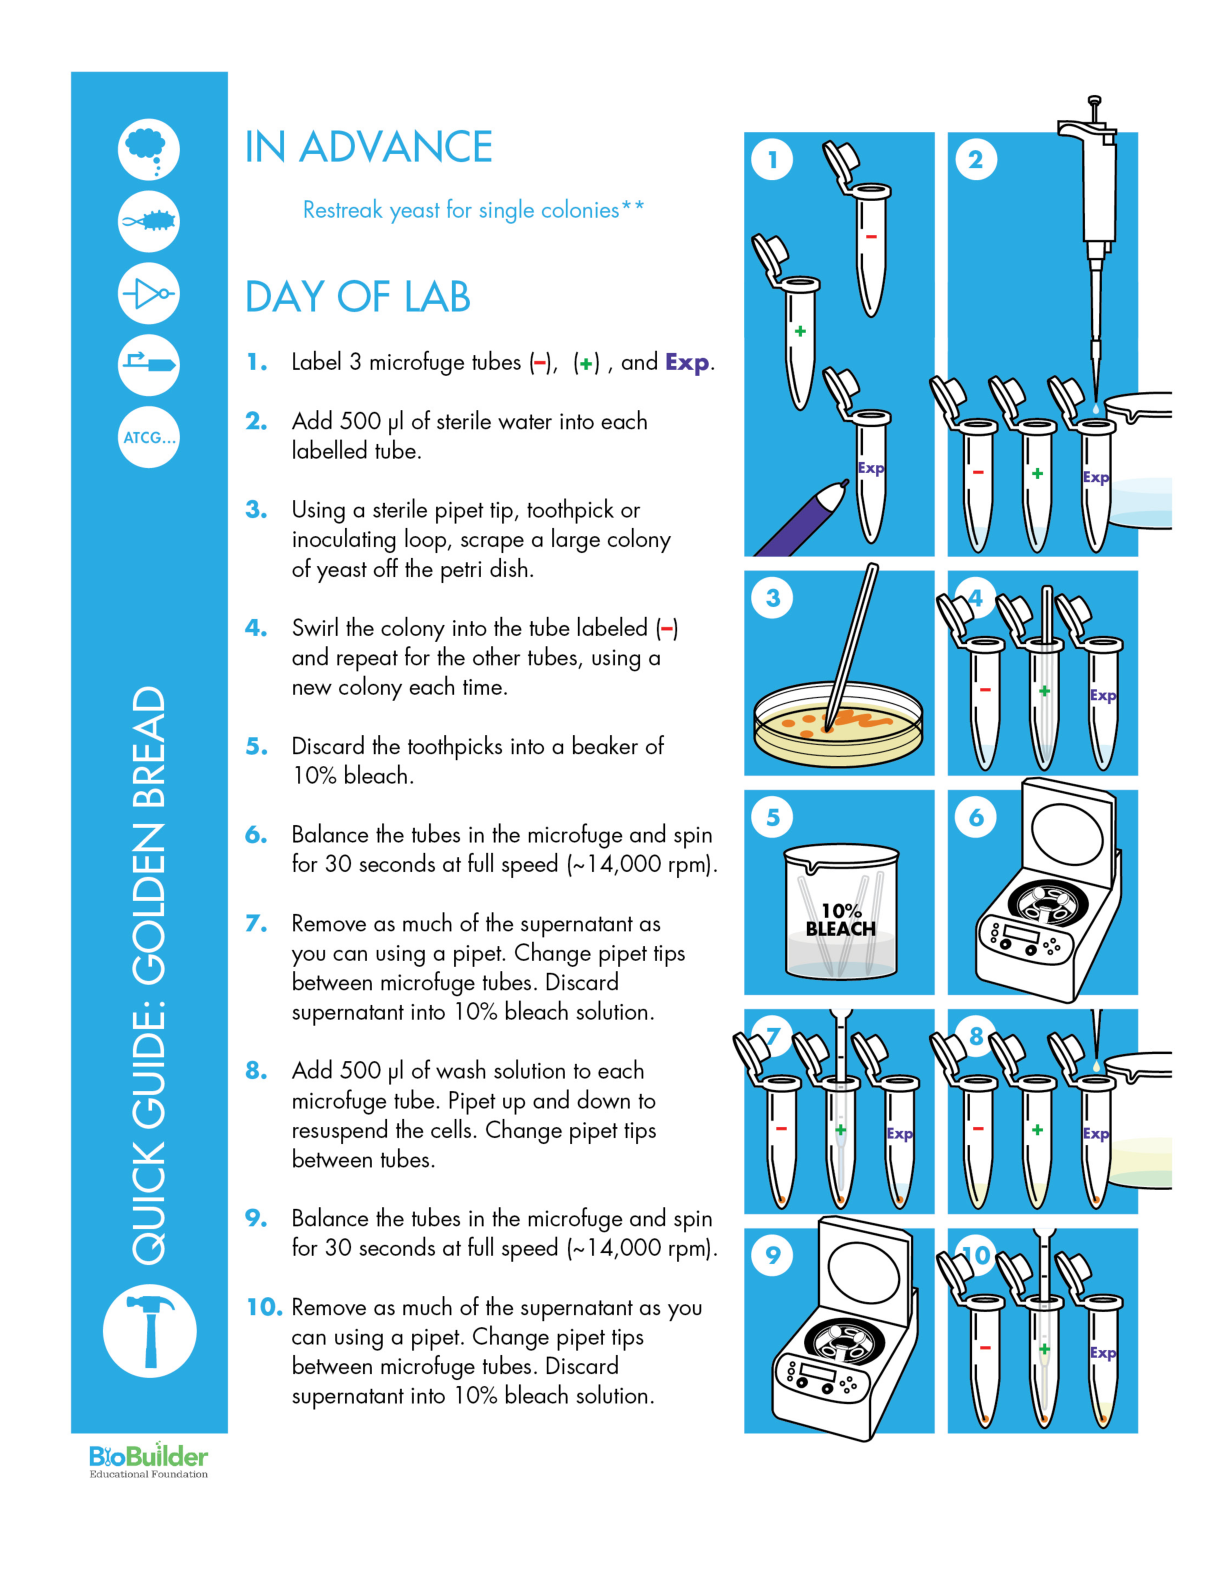 IN ADVANCE
Restreak yeast for single colonies**
DAY OF LAB
1. Label 3 microfuge tubes (–), (+) , and Exp.
2. Add 500 µl of sterile water into each
labelled tube.
3. Using a sterile pipet tip, toothpick or
inoculating loop, scrape a large colony
of yeast off the petri dish.
4. Swirl the colony into the tube labeled (–)
and repeat for the other tubes, using a
new colony each time.
5. Discard the toothpicks into a beaker of
10% bleach.
6. Balance the tubes in the microfuge and spin
for 30 seconds at full speed (~14,000 rpm).
7. Remove as much of the supernatant as
you can using a pipet. Change pipet tips
between microfuge tubes. Discard
supernatant into 10% bleach solution.
8. Add 500 µl of wash solution to each
microfuge tube. Pipet up and down to
resuspend the cells. Change pipet tips
between tubes.
9. Balance the tubes in the microfuge and spin
for 30 seconds at full speed (~14,000 rpm).
10. Remove as much of the supernatant as you
can using a pipet. Change pipet tips
between microfuge tubes. Discard
supernatant into 10% bleach solution.
ATCG...
QUICK GUIDE: GOLDEN BREAD
BioBuilder
Educational Foundation
1
–
+
Exp
2
– + Exp
3
4
– + Exp
5
10%
BLEACH
6
7
– + Exp
8
– + Exp
9
10
– + Exp